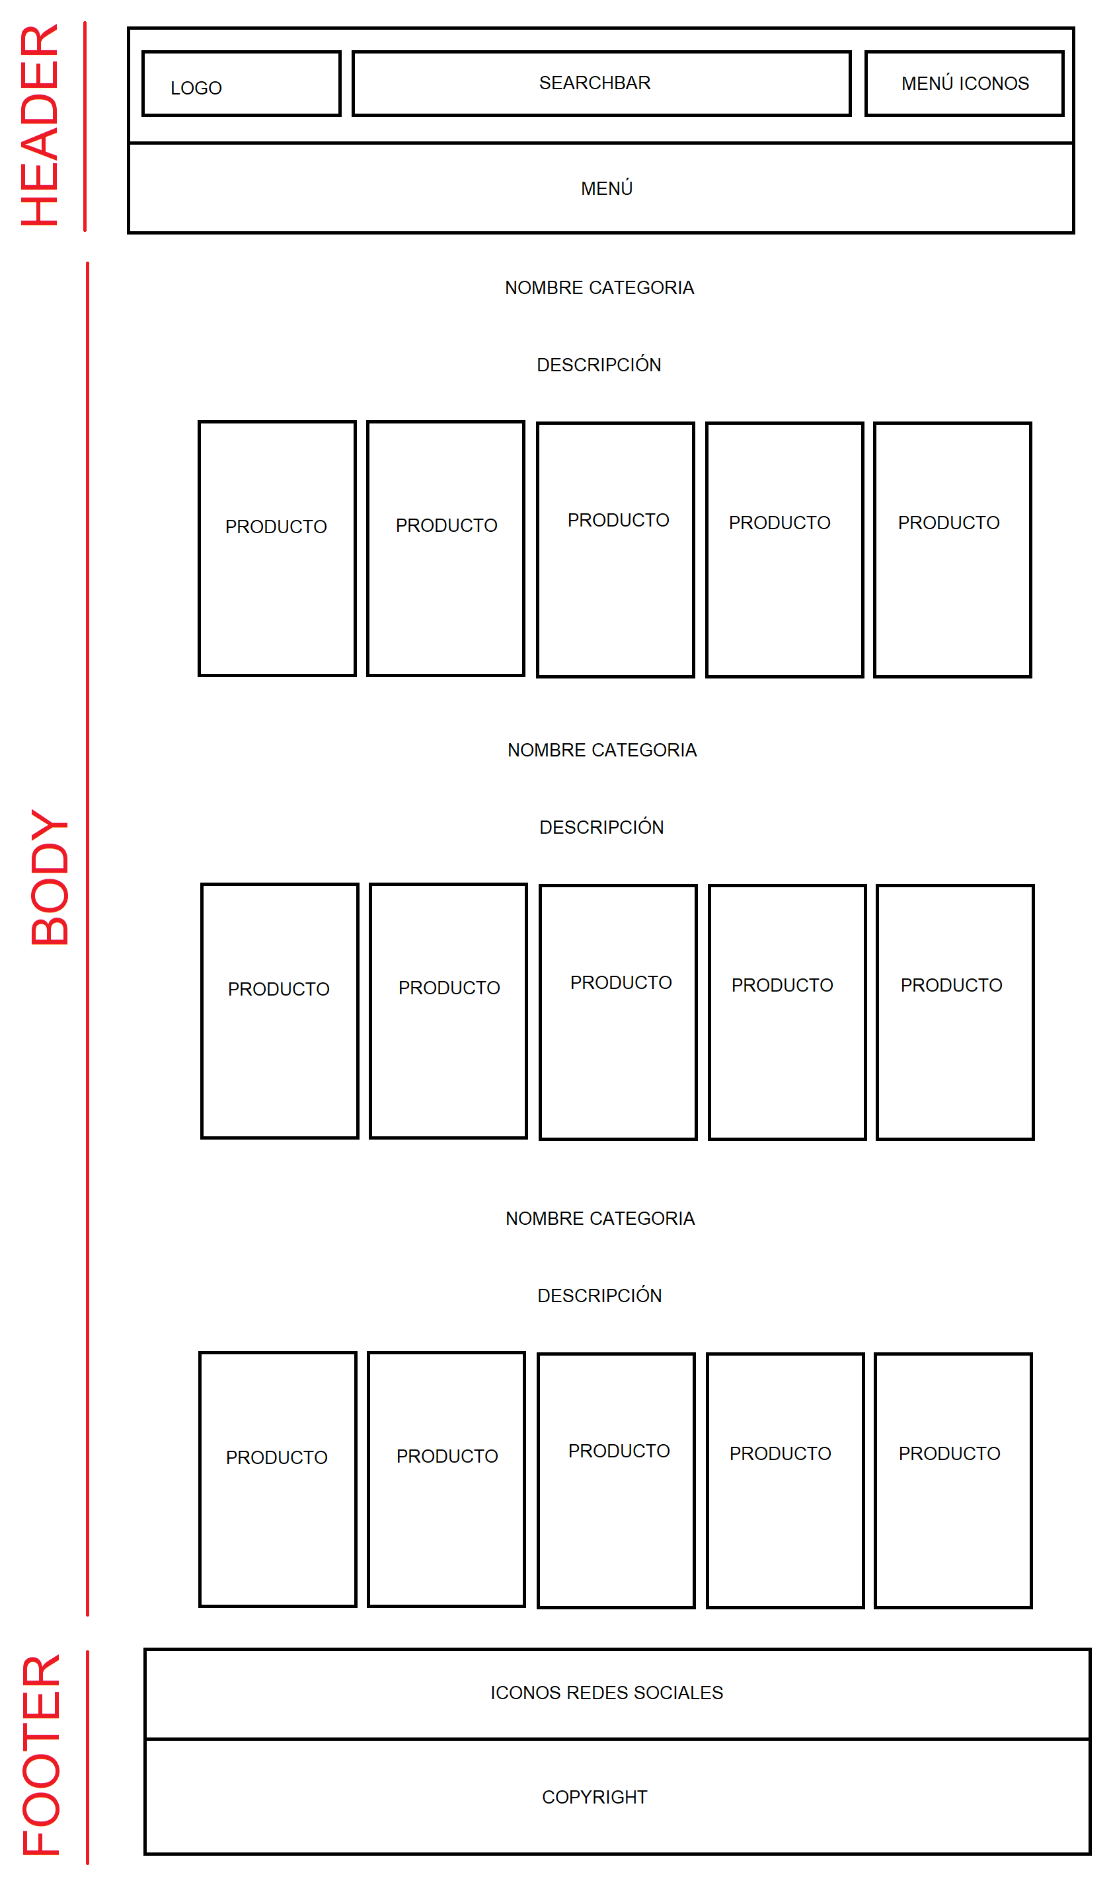 HEADER
LOGO
SEARCHBAR
MENÚ ICONOS
MENÚ
BODY
NOMBRE CATEGORIA
DESCRIPCIÓN
PRODUCTO
PRODUCTO
PRODUCTO
PRODUCTO
PRODUCTO
NOMBRE CATEGORIA
DESCRIPCIÓN
PRODUCTO
PRODUCTO
PRODUCTO
PRODUCTO
PRODUCTO
NOMBRE CATEGORIA
DESCRIPCIÓN
PRODUCTO
PRODUCTO
PRODUCTO
PRODUCTO
PRODUCTO
FOOTER
ICONOS REDES SOCIALES
COPYRIGHT